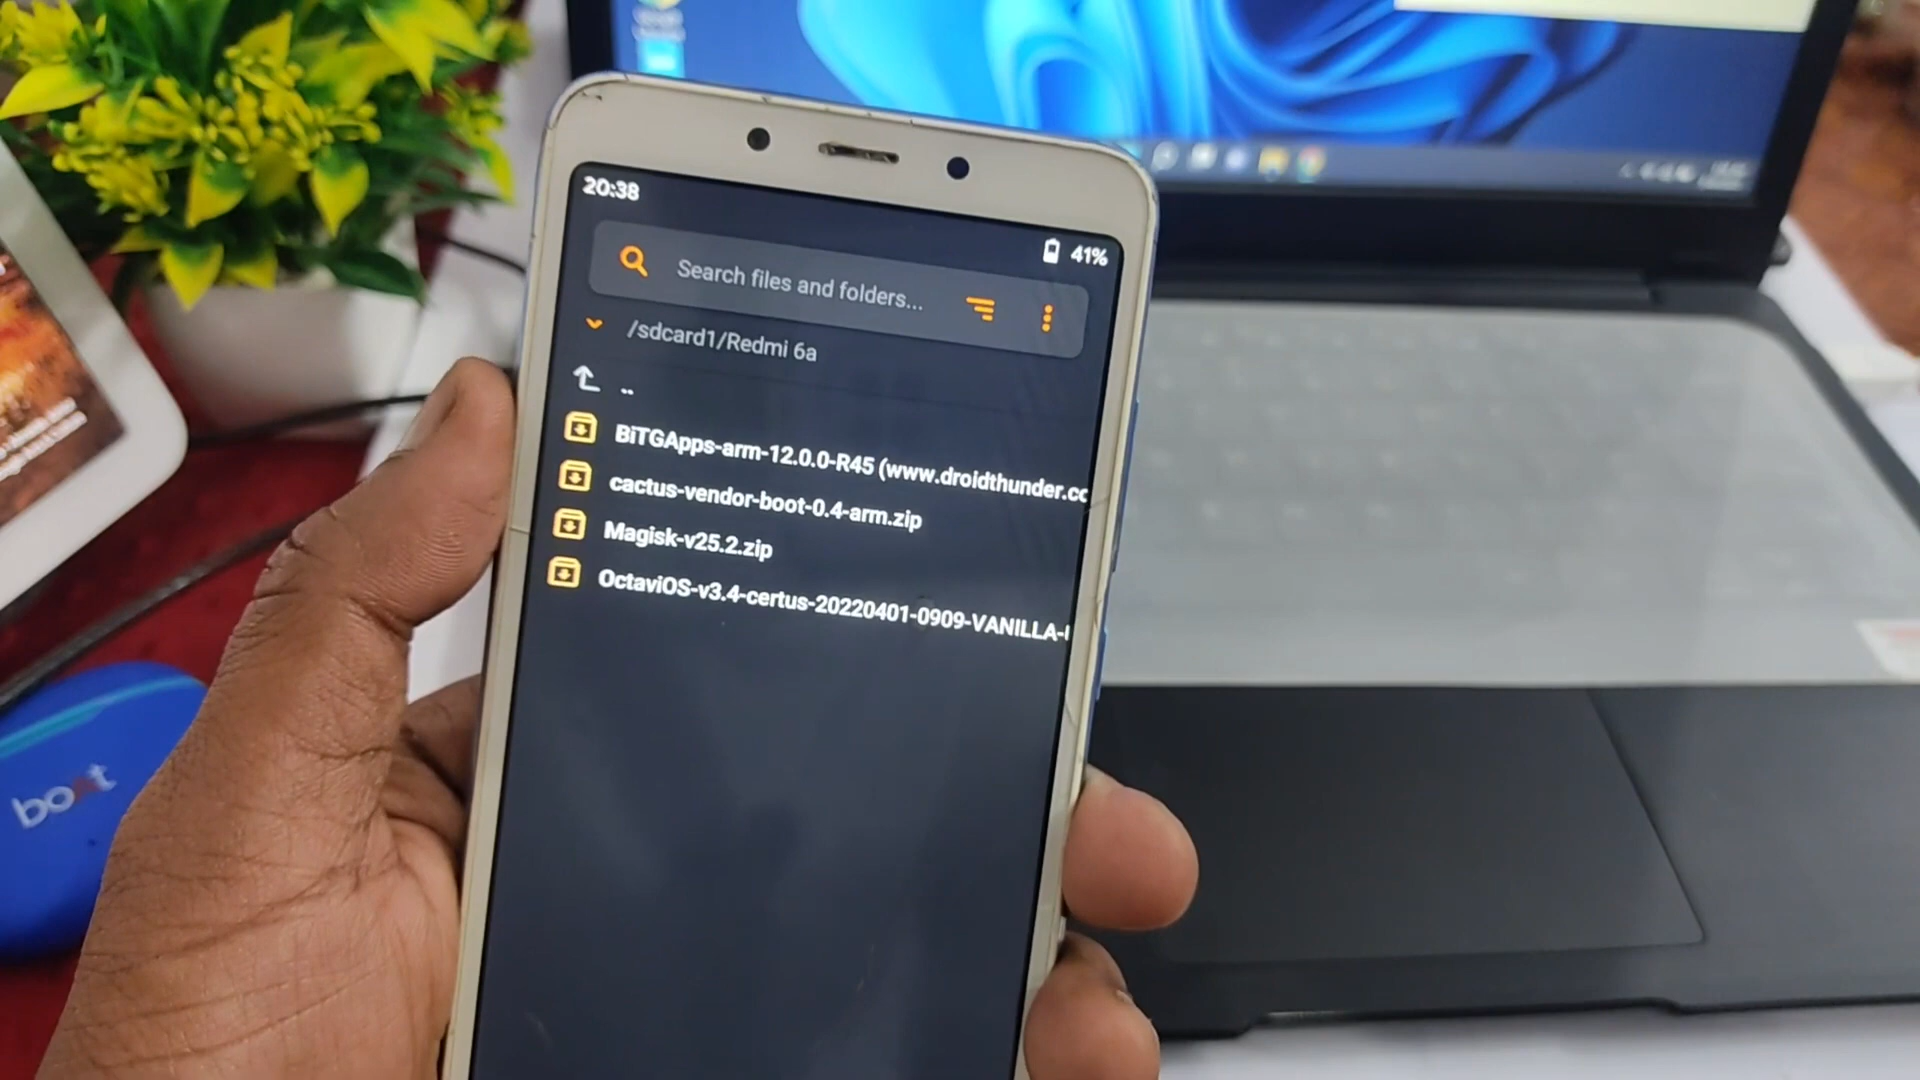 20:38
41%
Search files and folders...
/sdcard1/Redmi 6a
..
BiTGApps-arm-12.0.0-R45 (www.droidthunder.cc
cactus-vendor-boot-0.4-arm.zip
Magisk-v25.2.zip
OctaviOS-v3.4-certus-20220401-0909-VANILLA-
boAt